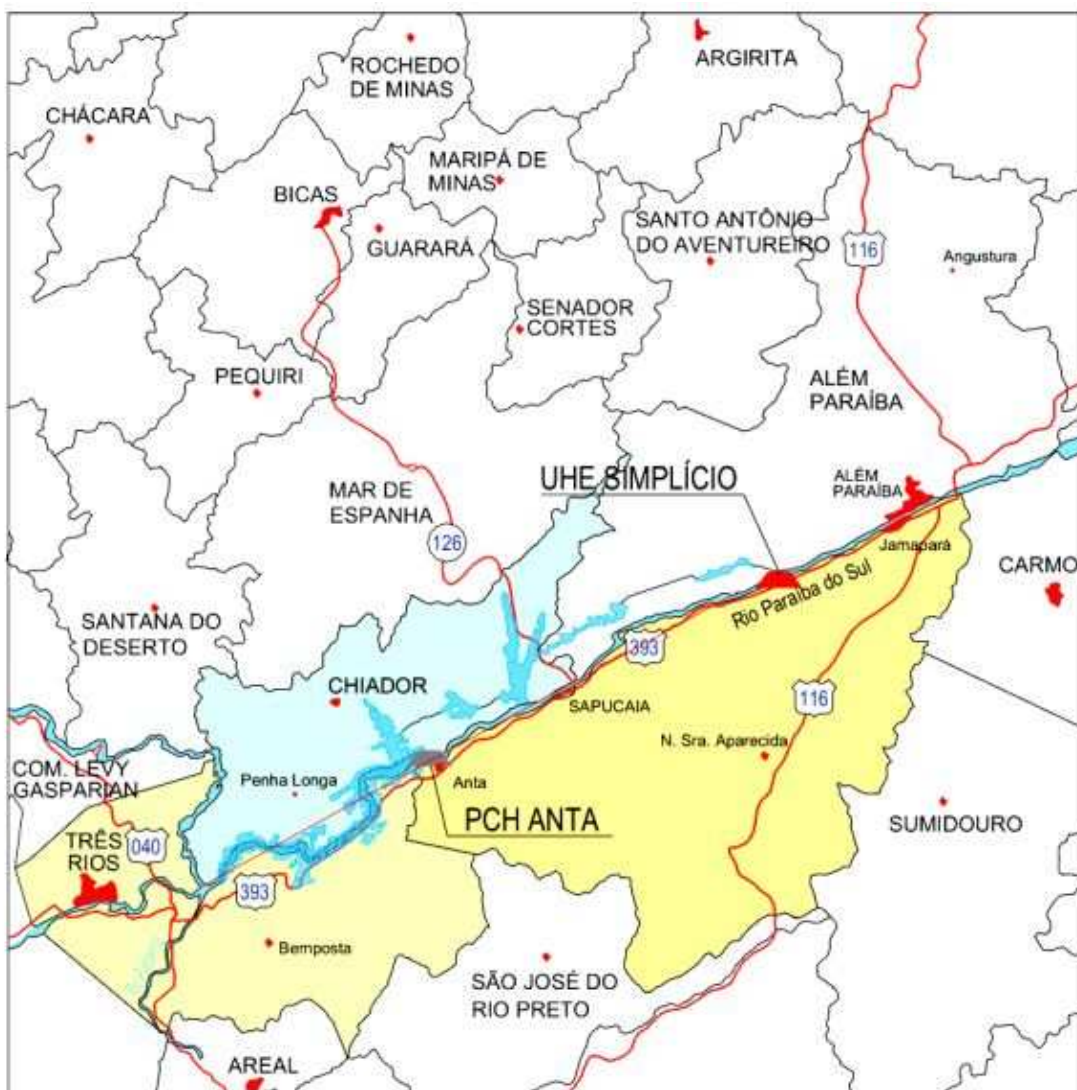 ROCHEDO
DE MINAS
ARGIRITA
CHÁCARA
MARIPÁ DE
MINAS
BICAS
GUARARÁ
SANTO ANTÔNIO
DO AVENTUREIRO
116
Angustura
SENADOR
CORTES
PEQUIRI
ALÉM
PARAÍBA
UHE SIMPLÍCIO
ALÉM
PARAÍBA
MAR DE
ESPANHA
126
Jamapará
CARMO
Rio Paraíba do Sul
SANTANA DO
DESERTO
393
CHIADOR
SAPUCAIA
116
N. Sra. Aparecida
COM. LEVY
GASPARIAN
Penha Longa
Anta
PCH ANTA
SUMIDOURO
TRÊS
RIOS
040
393
Bemposta
SÃO JOSÉ DO
RIO PRETO
AREAL